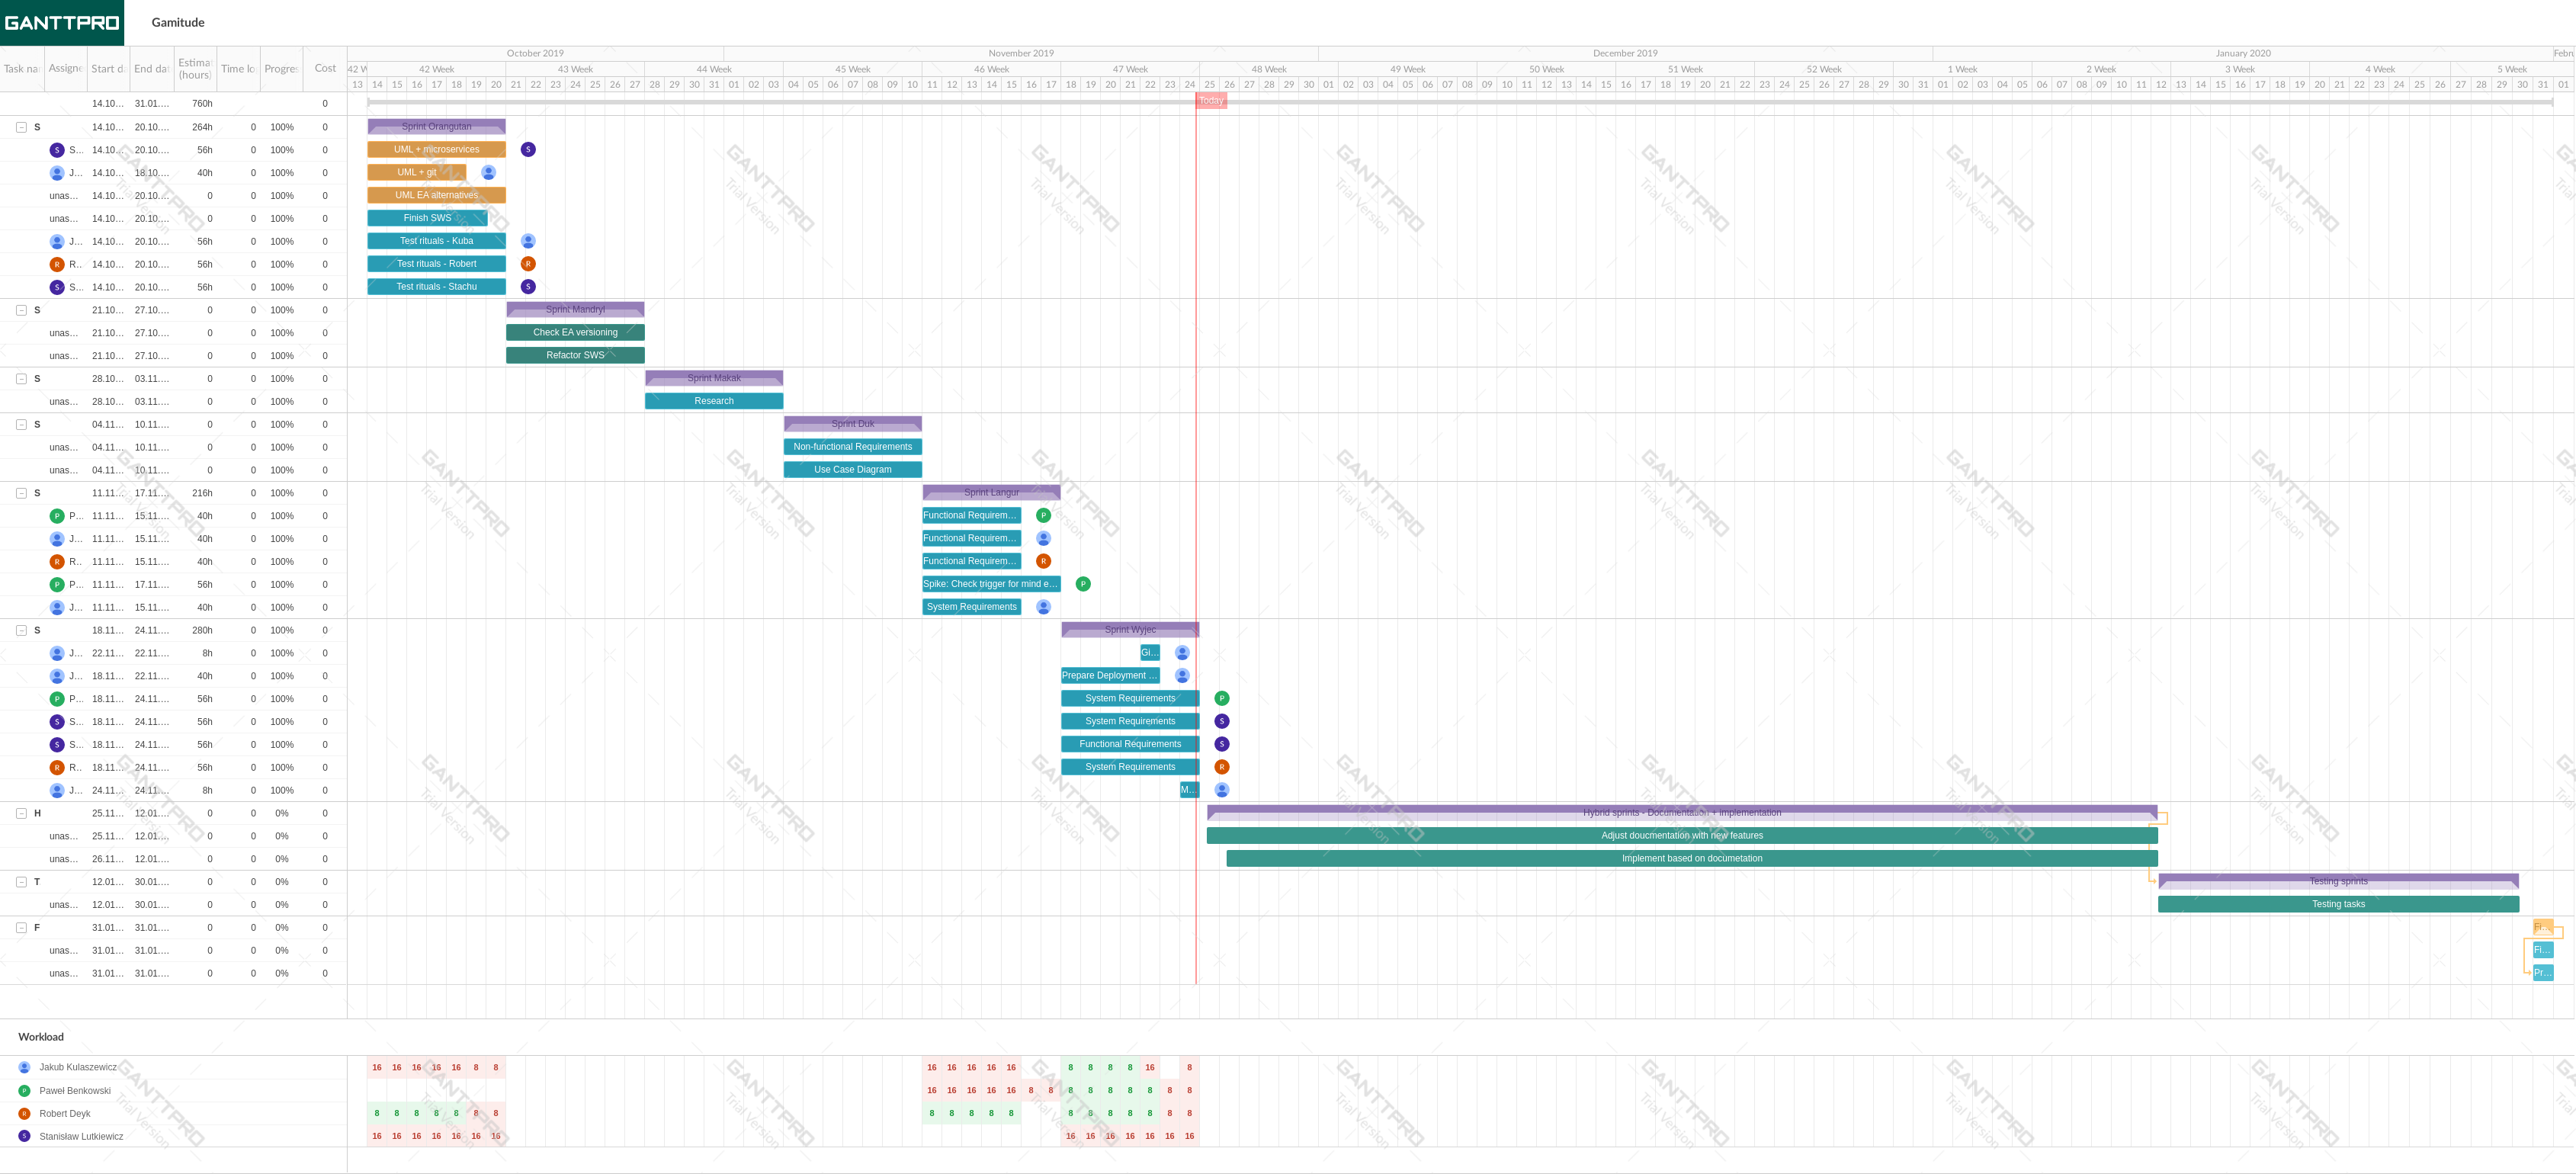 GANTTPRO
Gamitude
October 2019 November 2019 December 2019 January 2020 Febr
Task na Assigne Start d End dat Estimat (hours) Time lo Progres Cost
42 W 42 Week 43 Week 44 Week 45 Week 46 Week 47 Week 48 Week 49 Week 50 Week 51 Week 52 Week 1 Week 2 Week 3 Week 4 Week 5 Week
13 14 15 16 17 18 19 20 21 22 23 24 25 26 27 28 29 30 31 01 02 03 04 05 06 07 08 09 10 11 12 13 14 15 16 17 18 19 20 21 22 23 24 25 26 27 28 29 30 01 02 03 04 05 06 07 08 09 10 11 12 13 14 15 16 17 18 19 20 21 22 23 24 25 26 27 28 29 30 31 01 02 03 04 05 06 07 08 09 10 11 12 13 14 15 16 17 18 19 20 21 22 23 24 25 26 27 28 29 30 31 01
14.10... 31.01.... 760h 0 Today
S 14.10... 20.10.... 264h 0 100% 0 Sprint Orangutan
S S... 14.10... 20.10.... 56h 0 100% 0 UML + microservices S
J... 14.10... 18.10.... 40h 0 100% 0 UML + git
unas... 14.10... 20.10.... 0 0 100% 0 UML EA alternatives
unas... 14.10... 20.10.... 0 0 100% 0 Finish SWS
J... 14.10... 20.10.... 56h 0 100% 0 Test rituals - Kuba
R R.. 14.10... 20.10.... 56h 0 100% 0 Test rituals - Robert R
S S... 14.10... 20.10.... 56h 0 100% 0 Test rituals - Stachu S
S 21.10... 27.10.... 0 0 100% 0 Sprint Mandryl
unas... 21.10... 27.10.... 0 0 100% 0 Check EA versioning
unas... 21.10... 27.10.... 0 0 100% 0 Refactor SWS
S 28.10... 03.11.... 0 0 100% 0 Sprint Makak
unas... 28.10... 03.11.... 0 0 100% 0 Research
S 04.11... 10.11.... 0 0 100% 0 Sprint Duk
unas... 04.11... 10.11.... 0 0 100% 0 Non-functional Requirements
unas... 04.11... 10.11.... 0 0 100% 0 Use Case Diagram
S 11.11... 17.11.... 216h 0 100% 0 Sprint Langur
P P... 11.11... 15.11.... 40h 0 100% 0 Functional Requirem... P
J... 11.11... 15.11.... 40h 0 100% 0 Functional Requirem...
R R.. 11.11... 15.11.... 40h 0 100% 0 Functional Requirem... R
P P... 11.11... 17.11.... 56h 0 100% 0 Spike: Check trigger for mind e... P
J... 11.11... 15.11.... 40h 0 100% 0 System Requirements
S 18.11... 24.11.... 280h 0 100% 0 Sprint Wyjec
J... 22.11... 22.11.... 8h 0 100% 0 Gi...
J... 18.11... 22.11.... 40h 0 100% 0 Prepare Deployment ...
P P... 18.11... 24.11.... 56h 0 100% 0 System Requirements P
S S... 18.11... 24.11.... 56h 0 100% 0 System Requirements S
S S... 18.11... 24.11.... 56h 0 100% 0 Functional Requirements S
R R.. 18.11... 24.11.... 56h 0 100% 0 System Requirements R
J... 24.11... 24.11.... 8h 0 100% 0 M...
H 25.11... 12.01.... 0 0 0% 0 Hybrid sprints - Documentation + implementation
unas... 25.11... 12.01.... 0 0 0% 0 Adjust doucmentation with new features
unas... 26.11... 12.01.... 0 0 0% 0 Implement based on documetation
T 12.01... 30.01.... 0 0 0% 0 Testing sprints
unas... 12.01... 30.01.... 0 0 0% 0 Testing tasks
F 31.01... 31.01.... 0 0 0% 0 Fi...
unas... 31.01... 31.01.... 0 0 0% 0 Fi...
unas... 31.01... 31.01.... 0 0 0% 0 Pr...
Workload
Jakub Kulaszewicz 16 16 16 16 16 8 8 16 16 16 16 16 8 8 8 8 16 8
P Paweł Benkowski 16 16 16 16 16 8 8 8 8 8 8 8 8 8
R Robert Deyk 8 8 8 8 8 8 8 8 8 8 8 8 8 8 8 8 8 8 8
S Stanisław Lutkiewicz 16 16 16 16 16 16 16 16 16 16 16 16 16 16
GANTTPRO
Trial Version